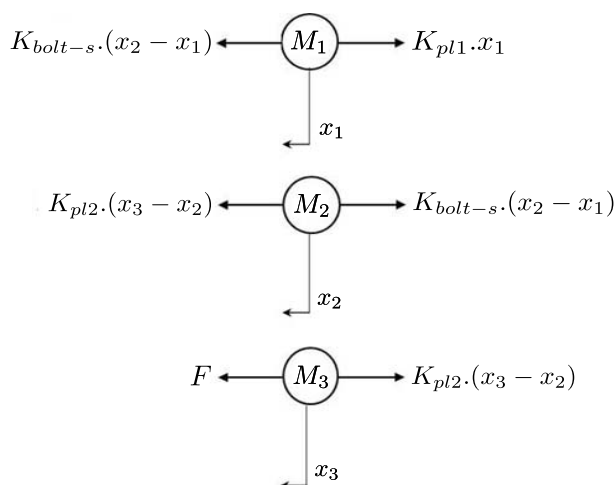 K_{bolt-s}.(x_2 - x_1) M_1 K_{pl1}.x_1
x_1
K_{pl2}.(x_3 - x_2) M_2 K_{bolt-s}.(x_2 - x_1)
x_2
F M_3 K_{pl2}.(x_3 - x_2)
x_3